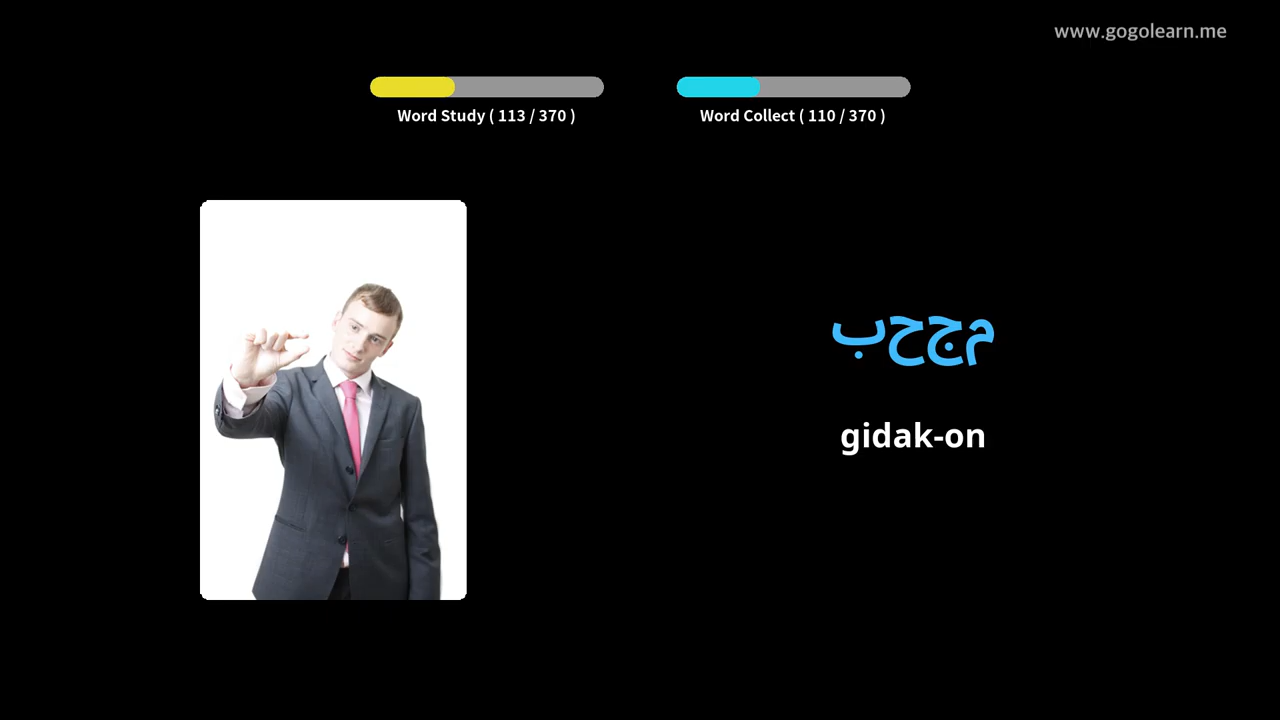 www.gogolearn.me
Word Study ( 113 / 370 )
Word Collect ( 110 / 370 )
مجحب
gidak-on